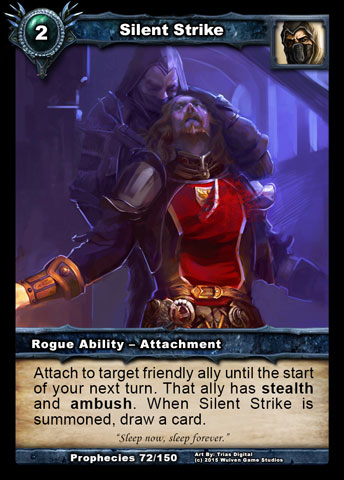 2
Silent Strike
Rogue Ability – Attachment
Attach to target friendly ally until the start
of your next turn. That ally has stealth
and ambush. When Silent Strike is
summoned, draw a card.
"Sleep now, sleep forever."
Prophecies 72/150
Art By: Trias Digital
(c) 2015 Wulven Game Studios